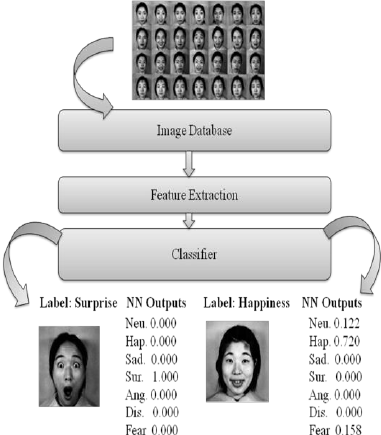 Image Database
Feature Extraction
Classifier
Label: Surprise NN Outputs
Neu. 0.000
Hap. 0.000
Sad. 0.000
Sur. 1.000
Ang. 0.000
Dis. 0.000
Fear 0.000
Label: Happiness NN Outputs
Neu. 0.122
Hap. 0.720
Sad. 0.000
Sur. 0.000
Ang. 0.000
Dis. 0.000
Fear 0.158